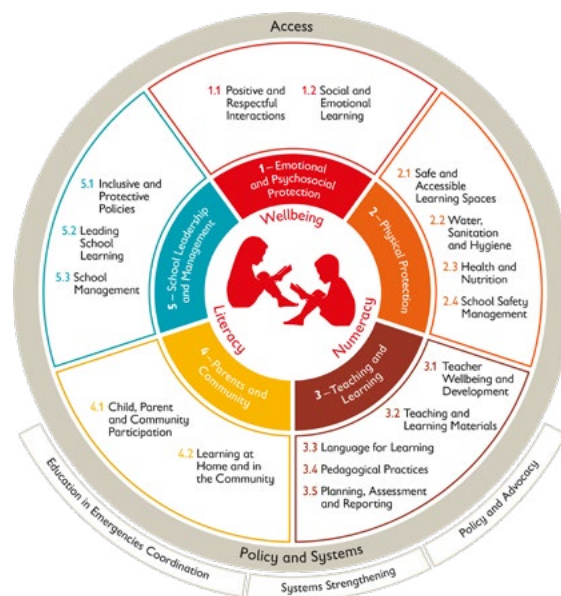 Access
1.1 Positive and
Respectful
Interactions
1.2 Social and
Emotional
Learning
1 – Emotional
and Psychosocial
Protection
2.1 Safe and
Accessible
Learning Spaces
2.2 Water,
Sanitation
and Hygiene
2.3 Health and
Nutrition
2.4 School Safety
Management
2 – Physical
Protection
3.1 Teacher
Wellbeing and
Development
3.2 Teaching and
Learning Materials
3.3 Language for Learning
3.4 Pedagogical Practices
3.5 Planning, Assessment
and Reporting
3 – Teaching and
Learning
4.1 Child, Parent
and Community
Participation
4.2 Learning at
Home and in
the Community
4 – Parents and
Community
5.1 Inclusive and
Protective
Policies
5.2 Leading
School
Learning
5.3 School
Management
5 – School Leadership
and Management
Wellbeing
Numeracy
Literacy
Policy and Systems
Education in Emergencies Coordination
Systems Strengthening
Policy and Advocacy